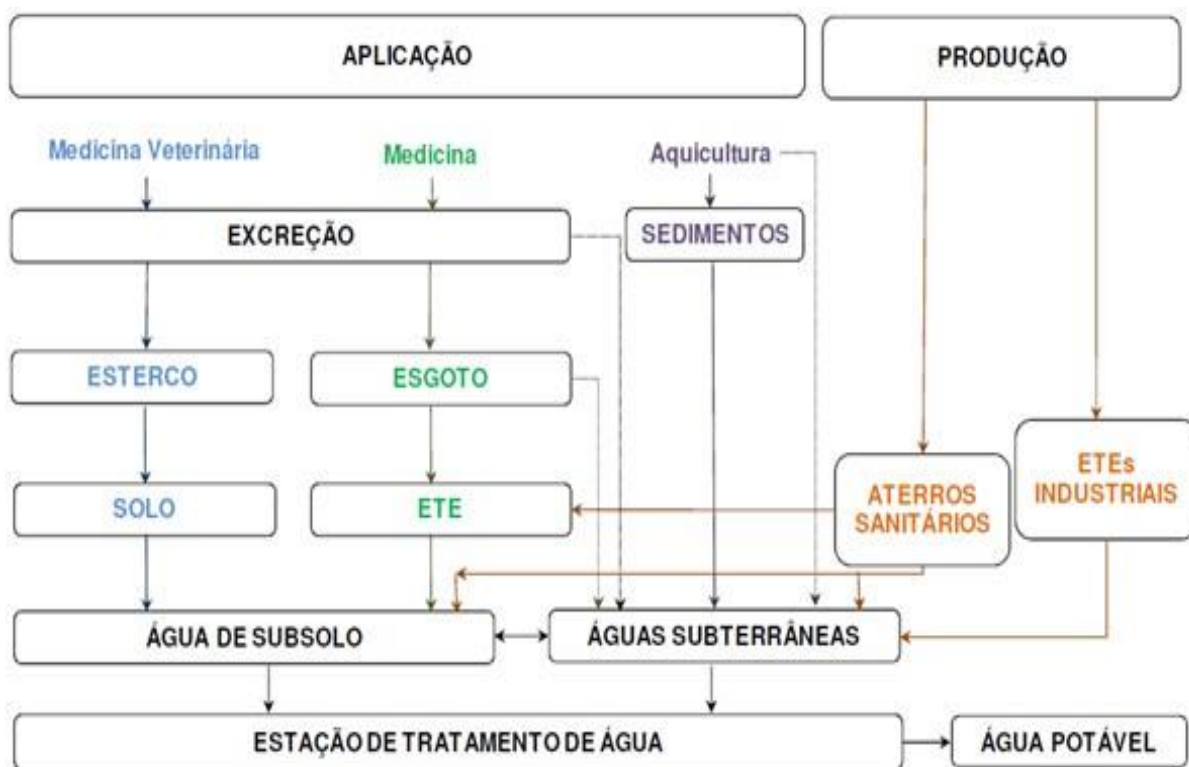 APLICAÇÃO
PRODUÇÃO
Medicina Veterinária
Medicina
Aquicultura
EXCREÇÃO
SEDIMENTOS
ESTERCO
ESGOTO
ETEs
INDUSTRIAIS
ATERROS
SANITÁRIOS
SOLO
ETE
ÁGUA DE SUBSOLO
ÁGUAS SUBTERRÂNEAS
ESTAÇÃO DE TRATAMENTO DE ÁGUA
ÁGUA POTÁVEL